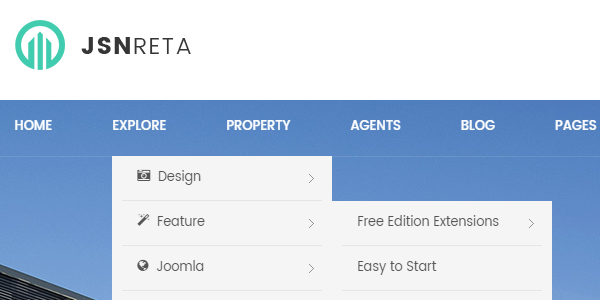 JSNRETA
HOME EXPLORE PROPERTY AGENTS BLOG PAGES
Design
Feature Free Edition Extensions
Joomla Easy to Start